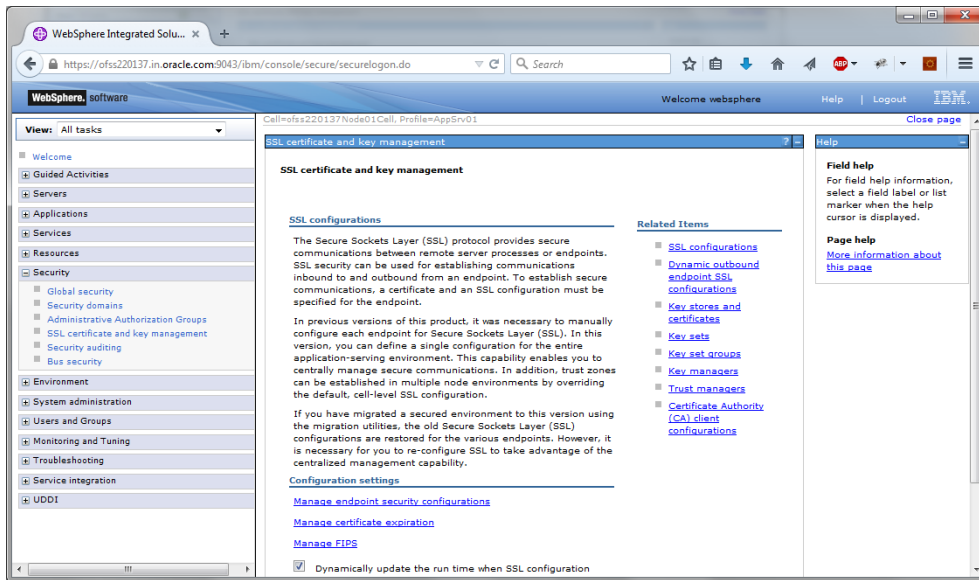 WebSphere Integrated Solu... × +
https://ofss220137.in.oracle.com:9043/ibm/console/secure/securelogon.do
Search
ABP
WebSphere. software
Welcome websphere
Help | Logout
IBM.
View: All tasks
Welcome
Guided Activities
Servers
Applications
Services
Resources
Security
Global security
Security domains
Administrative Authorization Groups
SSL certificate and key management
Security auditing
Bus security
Environment
System administration
Users and Groups
Monitoring and Tuning
Troubleshooting
Service integration
UDDI
Cell=ofss220137Node01Cell, Profile=AppSrv01
Close page
SSL certificate and key management
? -
SSL certificate and key management
SSL configurations
The Secure Sockets Layer (SSL) protocol provides secure
communications between remote server processes or endpoints.
SSL security can be used for establishing communications
inbound to and outbound from an endpoint. To establish secure
communications, a certificate and an SSL configuration must be
specified for the endpoint.
In previous versions of this product, it was necessary to manually
configure each endpoint for Secure Sockets Layer (SSL). In this
version, you can define a single configuration for the entire
application-serving environment. This capability enables you to
centrally manage secure communications. In addition, trust zones
can be established in multiple node environments by overriding
the default, cell-level SSL configuration.
If you have migrated a secured environment to this version using
the migration utilities, the old Secure Sockets Layer (SSL)
configurations are restored for the various endpoints. However, it
is necessary for you to re-configure SSL to take advantage of the
centralized management capability.
Configuration settings
Manage endpoint security configurations
Manage certificate expiration
Manage FIPS
Dynamically update the run time when SSL configuration
Related Items
SSL configurations
Dynamic outbound
endpoint SSL
configurations
Key stores and
certificates
Key sets
Key set groups
Key managers
Trust managers
Certificate Authority
(CA) client
configurations
Help
-
Field help
For field help information,
select a field label or list
marker when the help
cursor is displayed.
Page help
More information about
this page